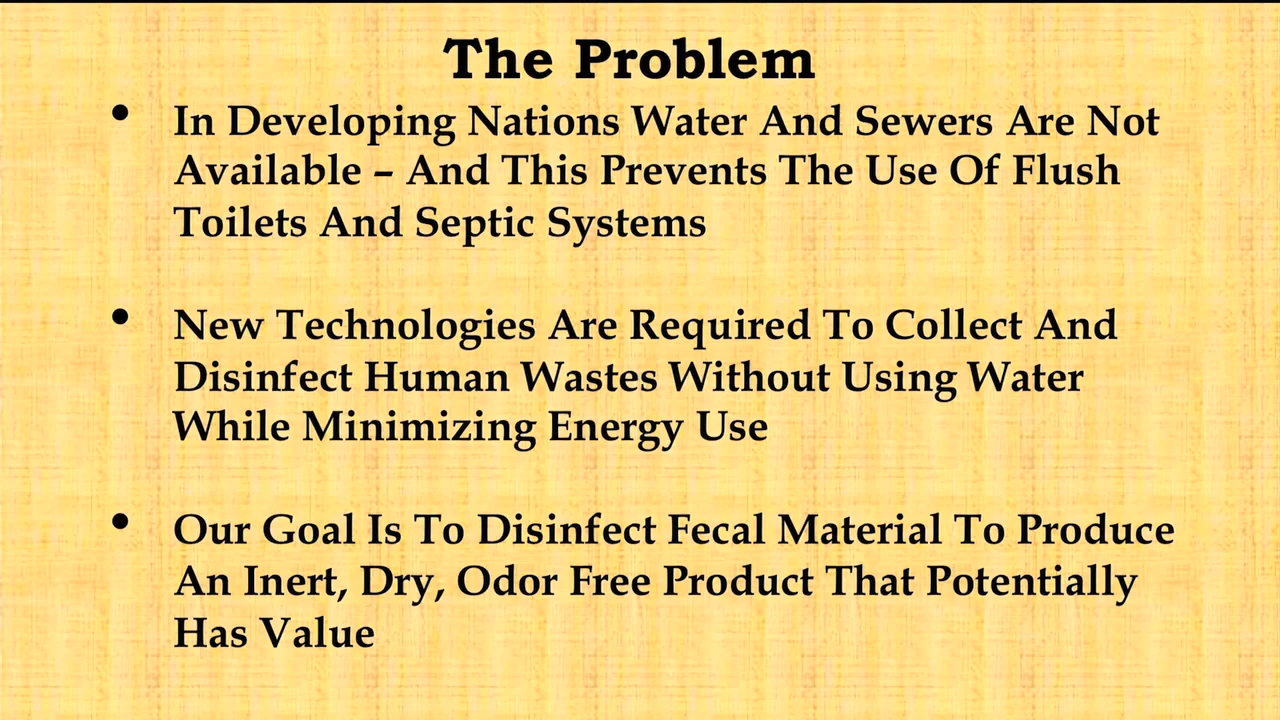 The Problem
• In Developing Nations Water And Sewers Are Not
Available – And This Prevents The Use Of Flush
Toilets And Septic Systems
• New Technologies Are Required To Collect And
Disinfect Human Wastes Without Using Water
While Minimizing Energy Use
• Our Goal Is To Disinfect Fecal Material To Produce
An Inert, Dry, Odor Free Product That Potentially
Has Value